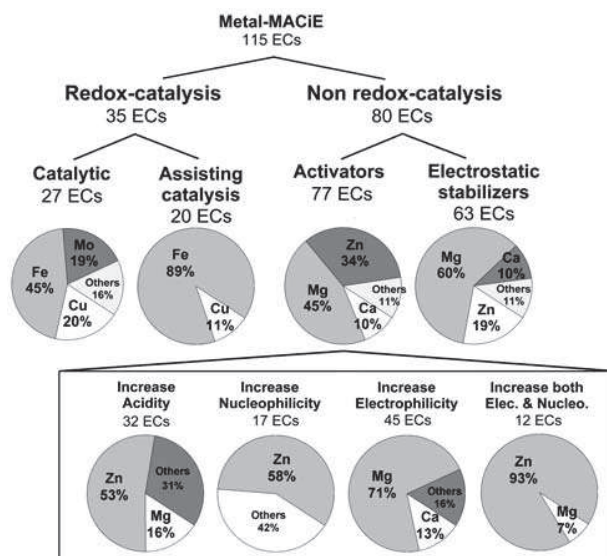 Metal-MACiE
115 ECs
Redox-catalysis
35 ECs
Non redox-catalysis
80 ECs
Catalytic
27 ECs
Assisting
catalysis
20 ECs
Activators
77 ECs
Electrostatic
stabilizers
63 ECs
Mo
19%
Fe
45%
Others
16%
Cu
20%
Fe
89%
Cu
11%
Zn
34%
Mg
45%
Others
11%
Ca
10%
Mg
60%
Ca
10%
Others
11%
Zn
19%
Increase
Acidity
32 ECs
Increase
Nucleophilicity
17 ECs
Increase
Electrophilicity
45 ECs
Increase both
Elec. & Nucleo.
12 ECs
Zn
53%
Others
31%
Mg
16%
Zn
58%
Others
42%
Mg
71%
Others
16%
Ca
13%
Zn
93%
Mg
7%